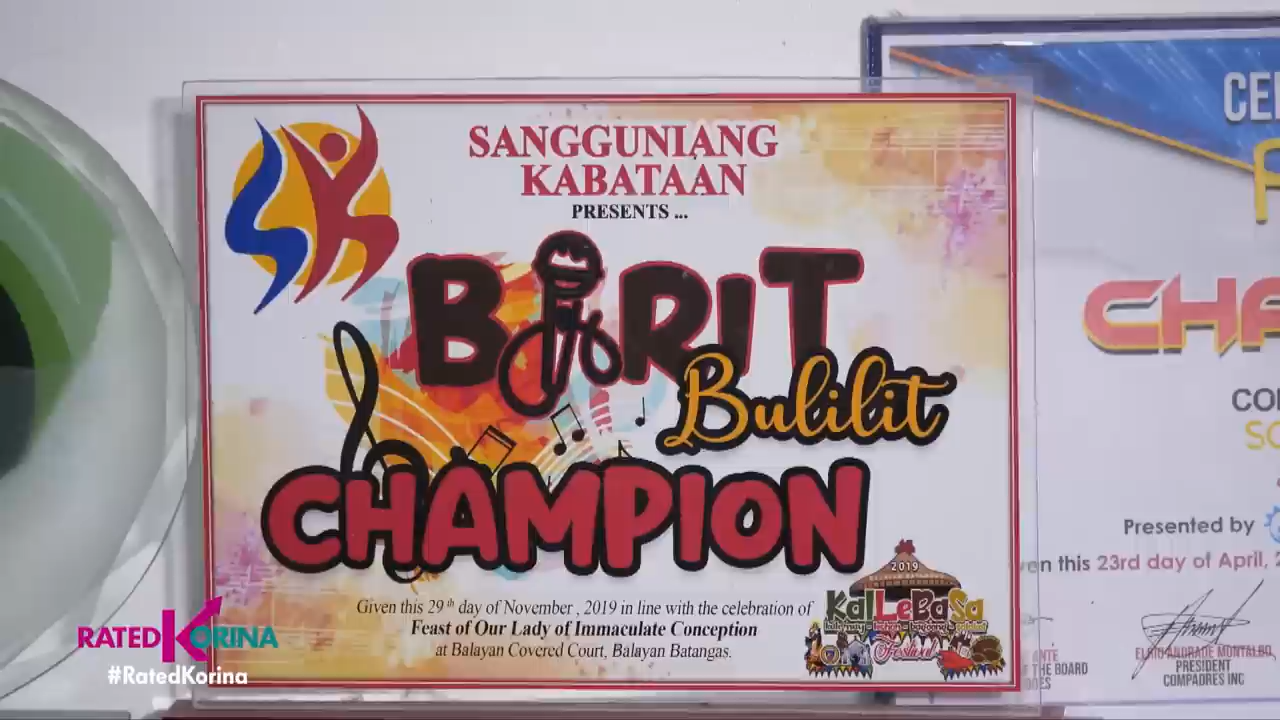 SANGGUNIANG
KABATAAN
PRESENTS ...
BIRIT
Bulilit
CHAMPION
Given this 29th day of November , 2019 in line with the celebration of
Feast of Our Lady of Immaculate Conception
at Balayan Covered Court, Balayan Batangas.
2019
KalLeBaSa
Festival
CE
CHA
CO
Presented by
en this 23rd day of April, 2
PRESIDENT
COMPADRES INC
F THE BOARD
RATED KORINA
#RatedKorina